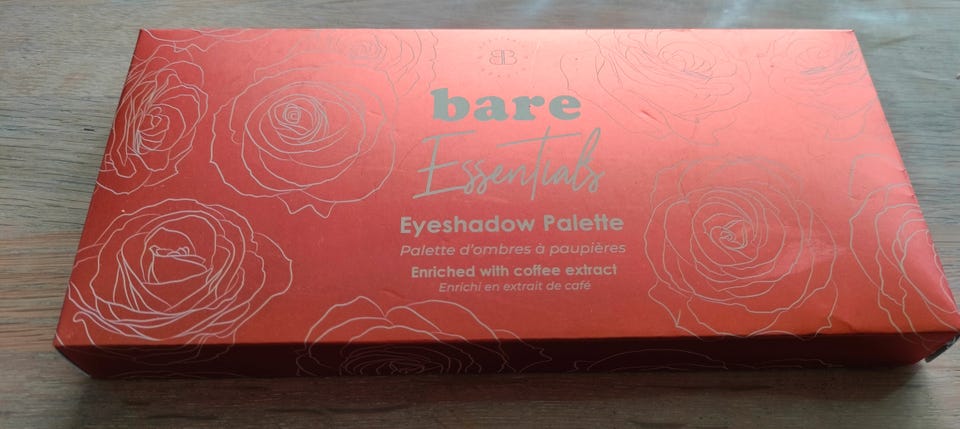 bare
Essentials
Eyeshadow Palette
Palette d'ombres à paupières
Enriched with coffee extract
Enrichi en extrait de café